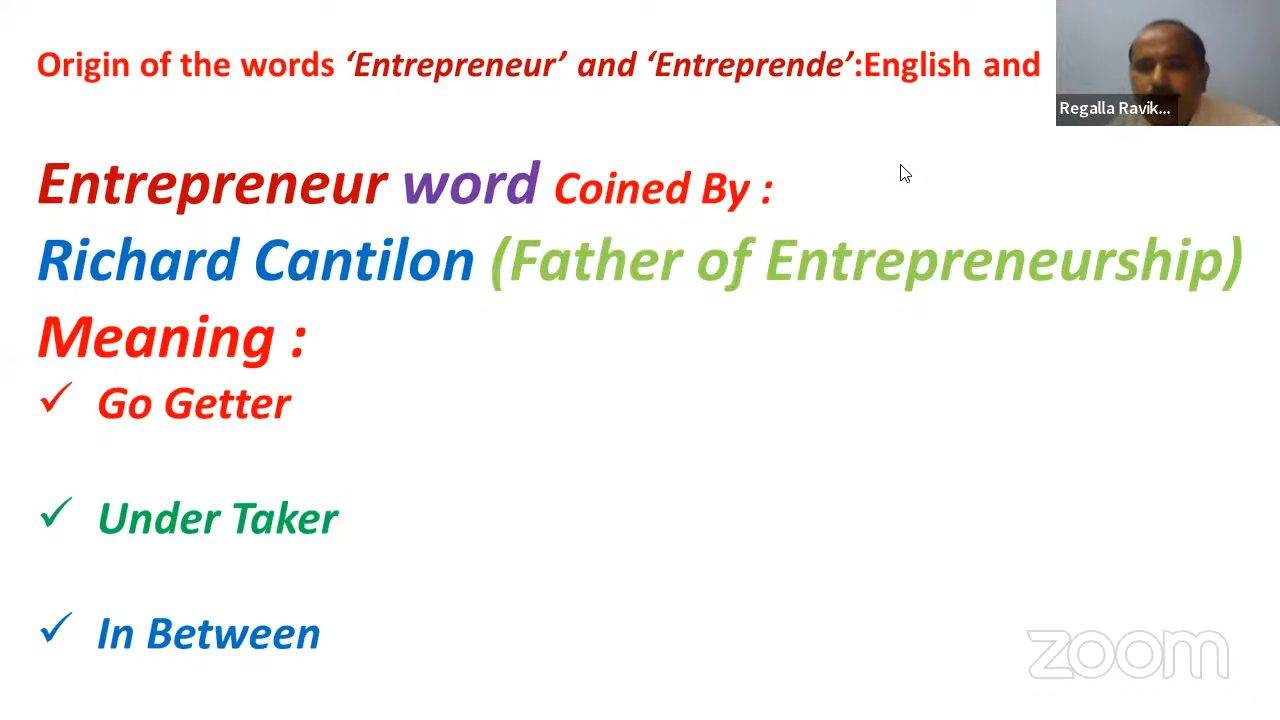 Origin of the words ‘Entrepreneur’ and ‘Entreprende’:English and
Regalla Ravik...
Entrepreneur word Coined By :
Richard Cantilon (Father of Entrepreneurship)
Meaning :
✓ Go Getter
✓ Under Taker
✓ In Between
zoom